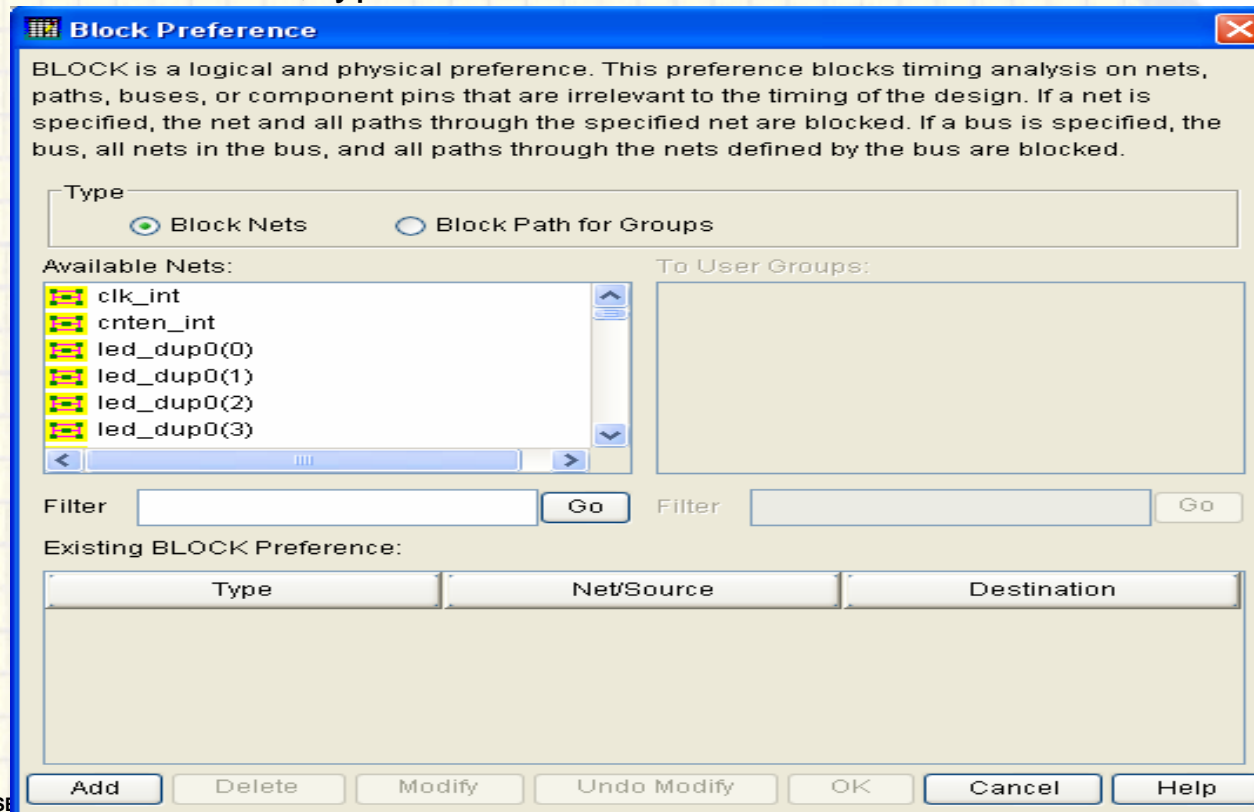 Block Preference
BLOCK is a logical and physical preference. This preference blocks timing analysis on nets,
paths, buses, or component pins that are irrelevant to the timing of the design. If a net is
specified, the net and all paths through the specified net are blocked. If a bus is specified, the
bus, all nets in the bus, and all paths through the nets defined by the bus are blocked.
Type
Block Nets Block Path for Groups
Available Nets: To User Groups:
clk_int
cnten_int
led_dup0(0)
led_dup0(1)
led_dup0(2)
led_dup0(3)
Filter Go Filter Go
Existing BLOCK Preference:
Type Net/Source Destination
Add Delete Modify Undo Modify OK Cancel Help